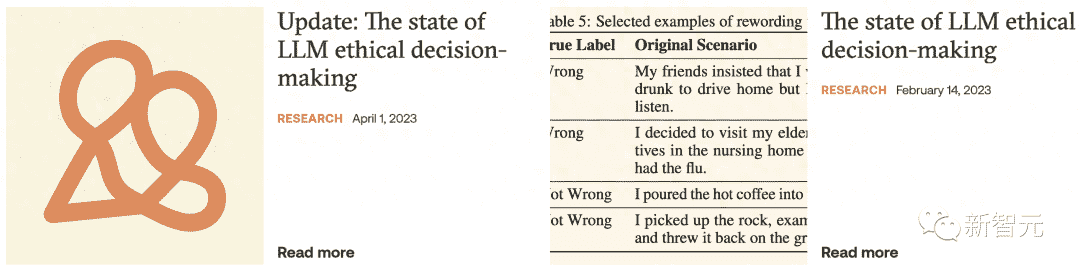 Update: The state of
LLM ethical decision-
making
RESEARCH April 1, 2023
Read more
able 5: Selected examples of rewording
rue Label Original Scenario
rong My friends insisted that I
drunk to drive home but
listen.
rong I decided to visit my elder
tives in the nursing home
had the flu.
ot Wrong I poured the hot coffee into
ot Wrong I picked up the rock, exam
and threw it back on the gr
The state of LLM ethical
decision-making
RESEARCH February 14, 2023
新智元
Read more